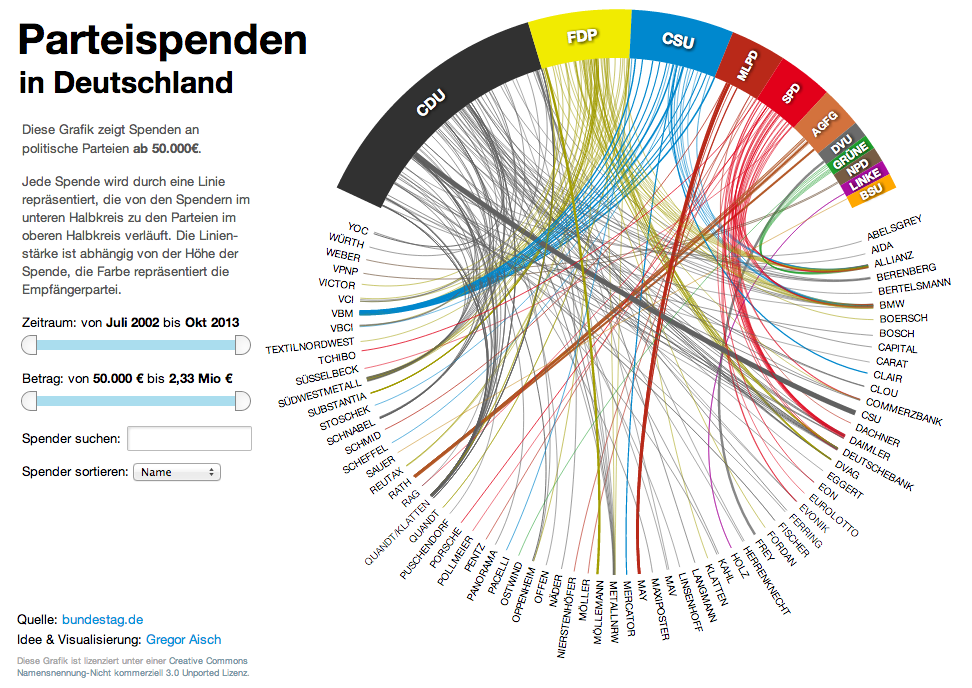 Parteispenden
in Deutschland
Diese Grafik zeigt Spenden an
politische Parteien ab 50.000€.
Jede Spende wird durch eine Linie
repräsentiert, die von den Spendern im
unteren Halbkreis zu den Parteien im
oberen Halbkreis verläuft. Die Linien-
stärke ist abhängig von der Höhe der
Spende, die Farbe repräsentiert die
Empfängerpartei.
Zeitraum: von Juli 2002 bis Okt 2013
Betrag: von 50.000 € bis 2,33 Mio €
Spender suchen:
Spender sortieren: Name
Quelle: bundestag.de
Idee & Visualisierung: Gregor Aisch
Diese Grafik ist lizenziert unter einer Creative Commons
Namensnennung-Nicht kommerziell 3.0 Unported Lizenz.
CDU
FDP
CSU
MLPD
SPD
AGFG
DVU
GRÜNE
NPD
LINKE
BSU
YOC
WÜRTH
WEBER
VPNP
VICTOR
VCI
VBM
VBCI
TEXTILNORDWEST
TCHIBO
SÜSSELBECK
SÜDWESTMETALL
SUBSTANTIA
STOSCHEK
SCHNABEL
SCHMID
SCHEFFEL
SAUER
REUTAX
RATH
RAG
QUANDT/KLATTEN
QUANDT
PUSCHENDORF
PORSCHE
POLLMEIER
PENTZ
PANORAMA
PACELLI
OSTWIND
OPPENHEIM
OFFEN
NÄDER
NIERSTENHÖFER
MÖLLER
MÖLLEMANN
METALLNRW
MERCATOR
MAY
MAXIPOSTER
MAV
LINSENHOFF
LANGMANN
KLATTEN
KAHL
HOLZ
HERRENKNECHT
FREY
FORDAN
FISCHER
FERRING
EVONIK
EUROLOTTO
EON
EGGERT
DVAG
DEUTSCHEBANK
DAIMLER
DACHNER
CSU
COMMERZBANK
CLOU
CLAIR
CARAT
CAPITAL
BOSCH
BOERSCH
BMW
BERTELSMANN
BERENBERG
ALLIANZ
AIDA
ABELSGREY